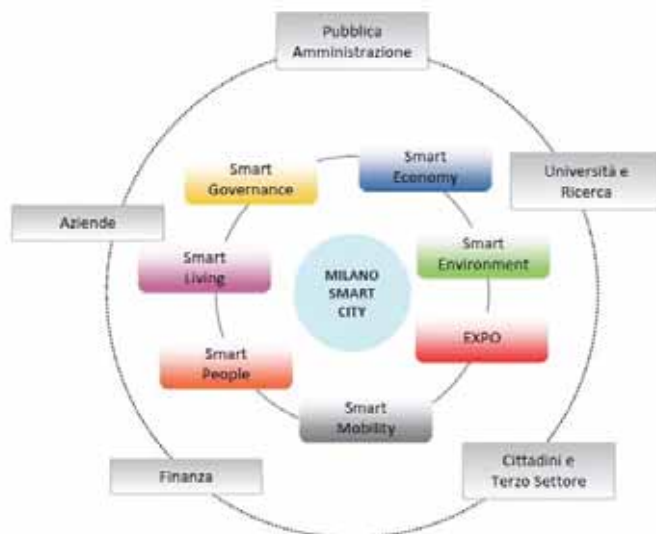 Pubblica
Amministrazione
Smart
Economy
Smart
Governance
Università e
Ricerca
Aziende
Smart
Living
MILANO
SMART
CITY
Smart
Environment
EXPO
Smart
People
Smart
Mobility
Finanza
Cittadini e
Terzo Settore